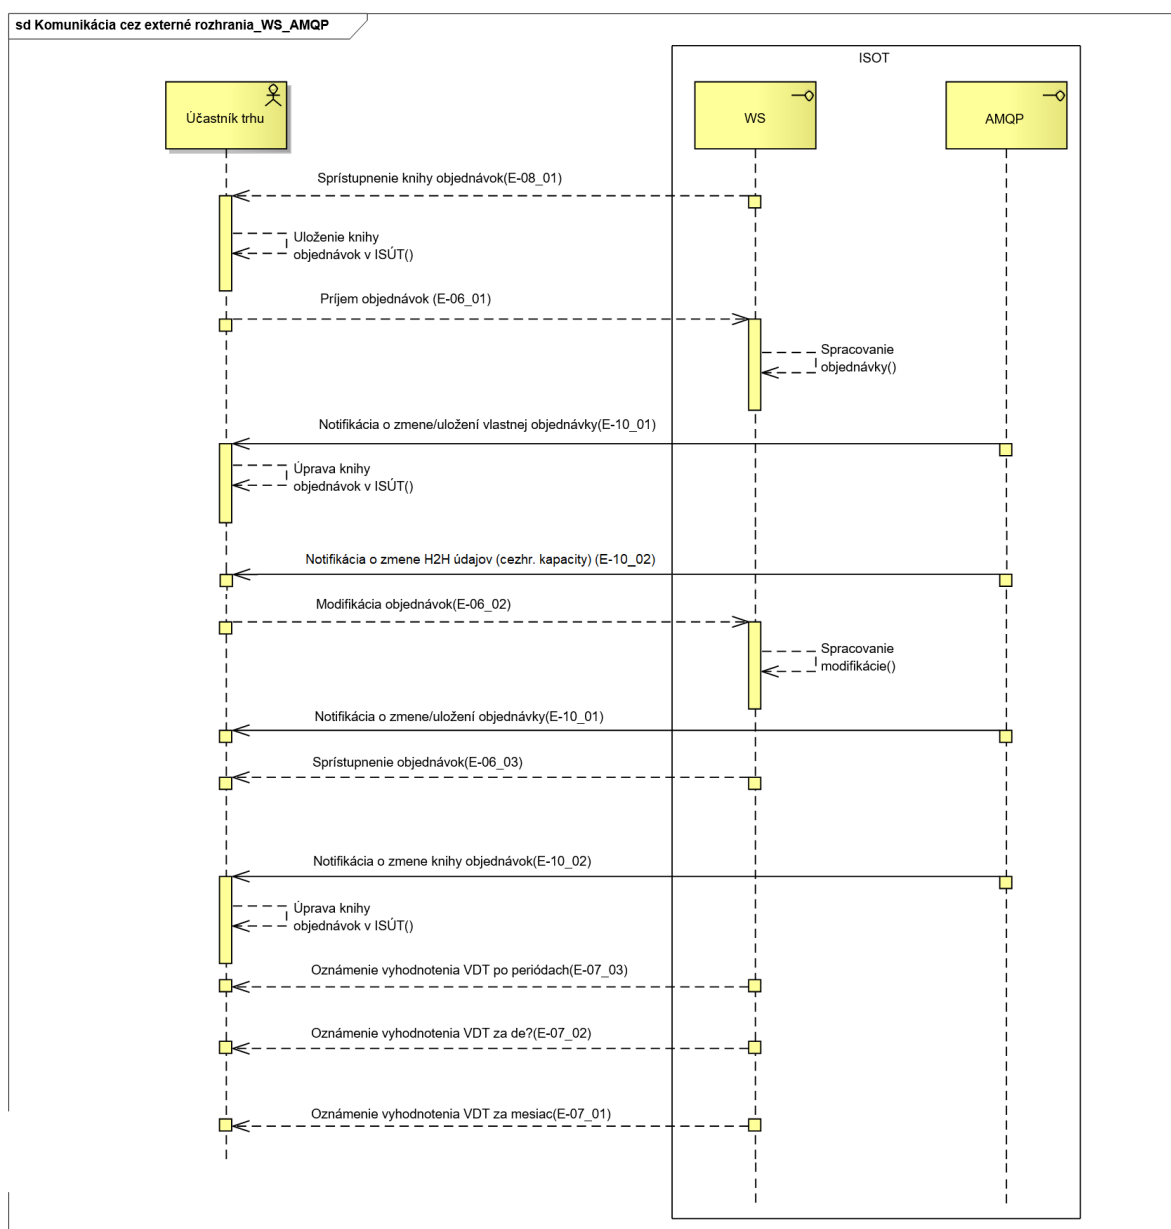 sd Komunikácia cez externé rozhrania_WS_AMQP
ISOT
Účastník trhu
WS
AMQP
Sprístupnenie knihy objednávok(E-08_01)
Uloženie knihy
objednávok v ISÚT()
Príjem objednávok (E-06_01)
Spracovanie
objednávky()
Notifikácia o zmene/uložení vlastnej objednávky(E-10_01)
Úprava knihy
objednávok v ISÚT()
Notifikácia o zmene H2H údajov (cezhr. kapacity) (E-10_02)
Modifikácia objednávok(E-06_02)
Spracovanie
modifikácie()
Notifikácia o zmene/uložení objednávky(E-10_01)
Sprístupnenie objednávok(E-06_03)
Notifikácia o zmene knihy objednávok(E-10_02)
Úprava knihy
objednávok v ISÚT()
Oznámenie vyhodnotenia VDT po periódach(E-07_03)
Oznámenie vyhodnotenia VDT za de?(E-07_02)
Oznámenie vyhodnotenia VDT za mesiac(E-07_01)